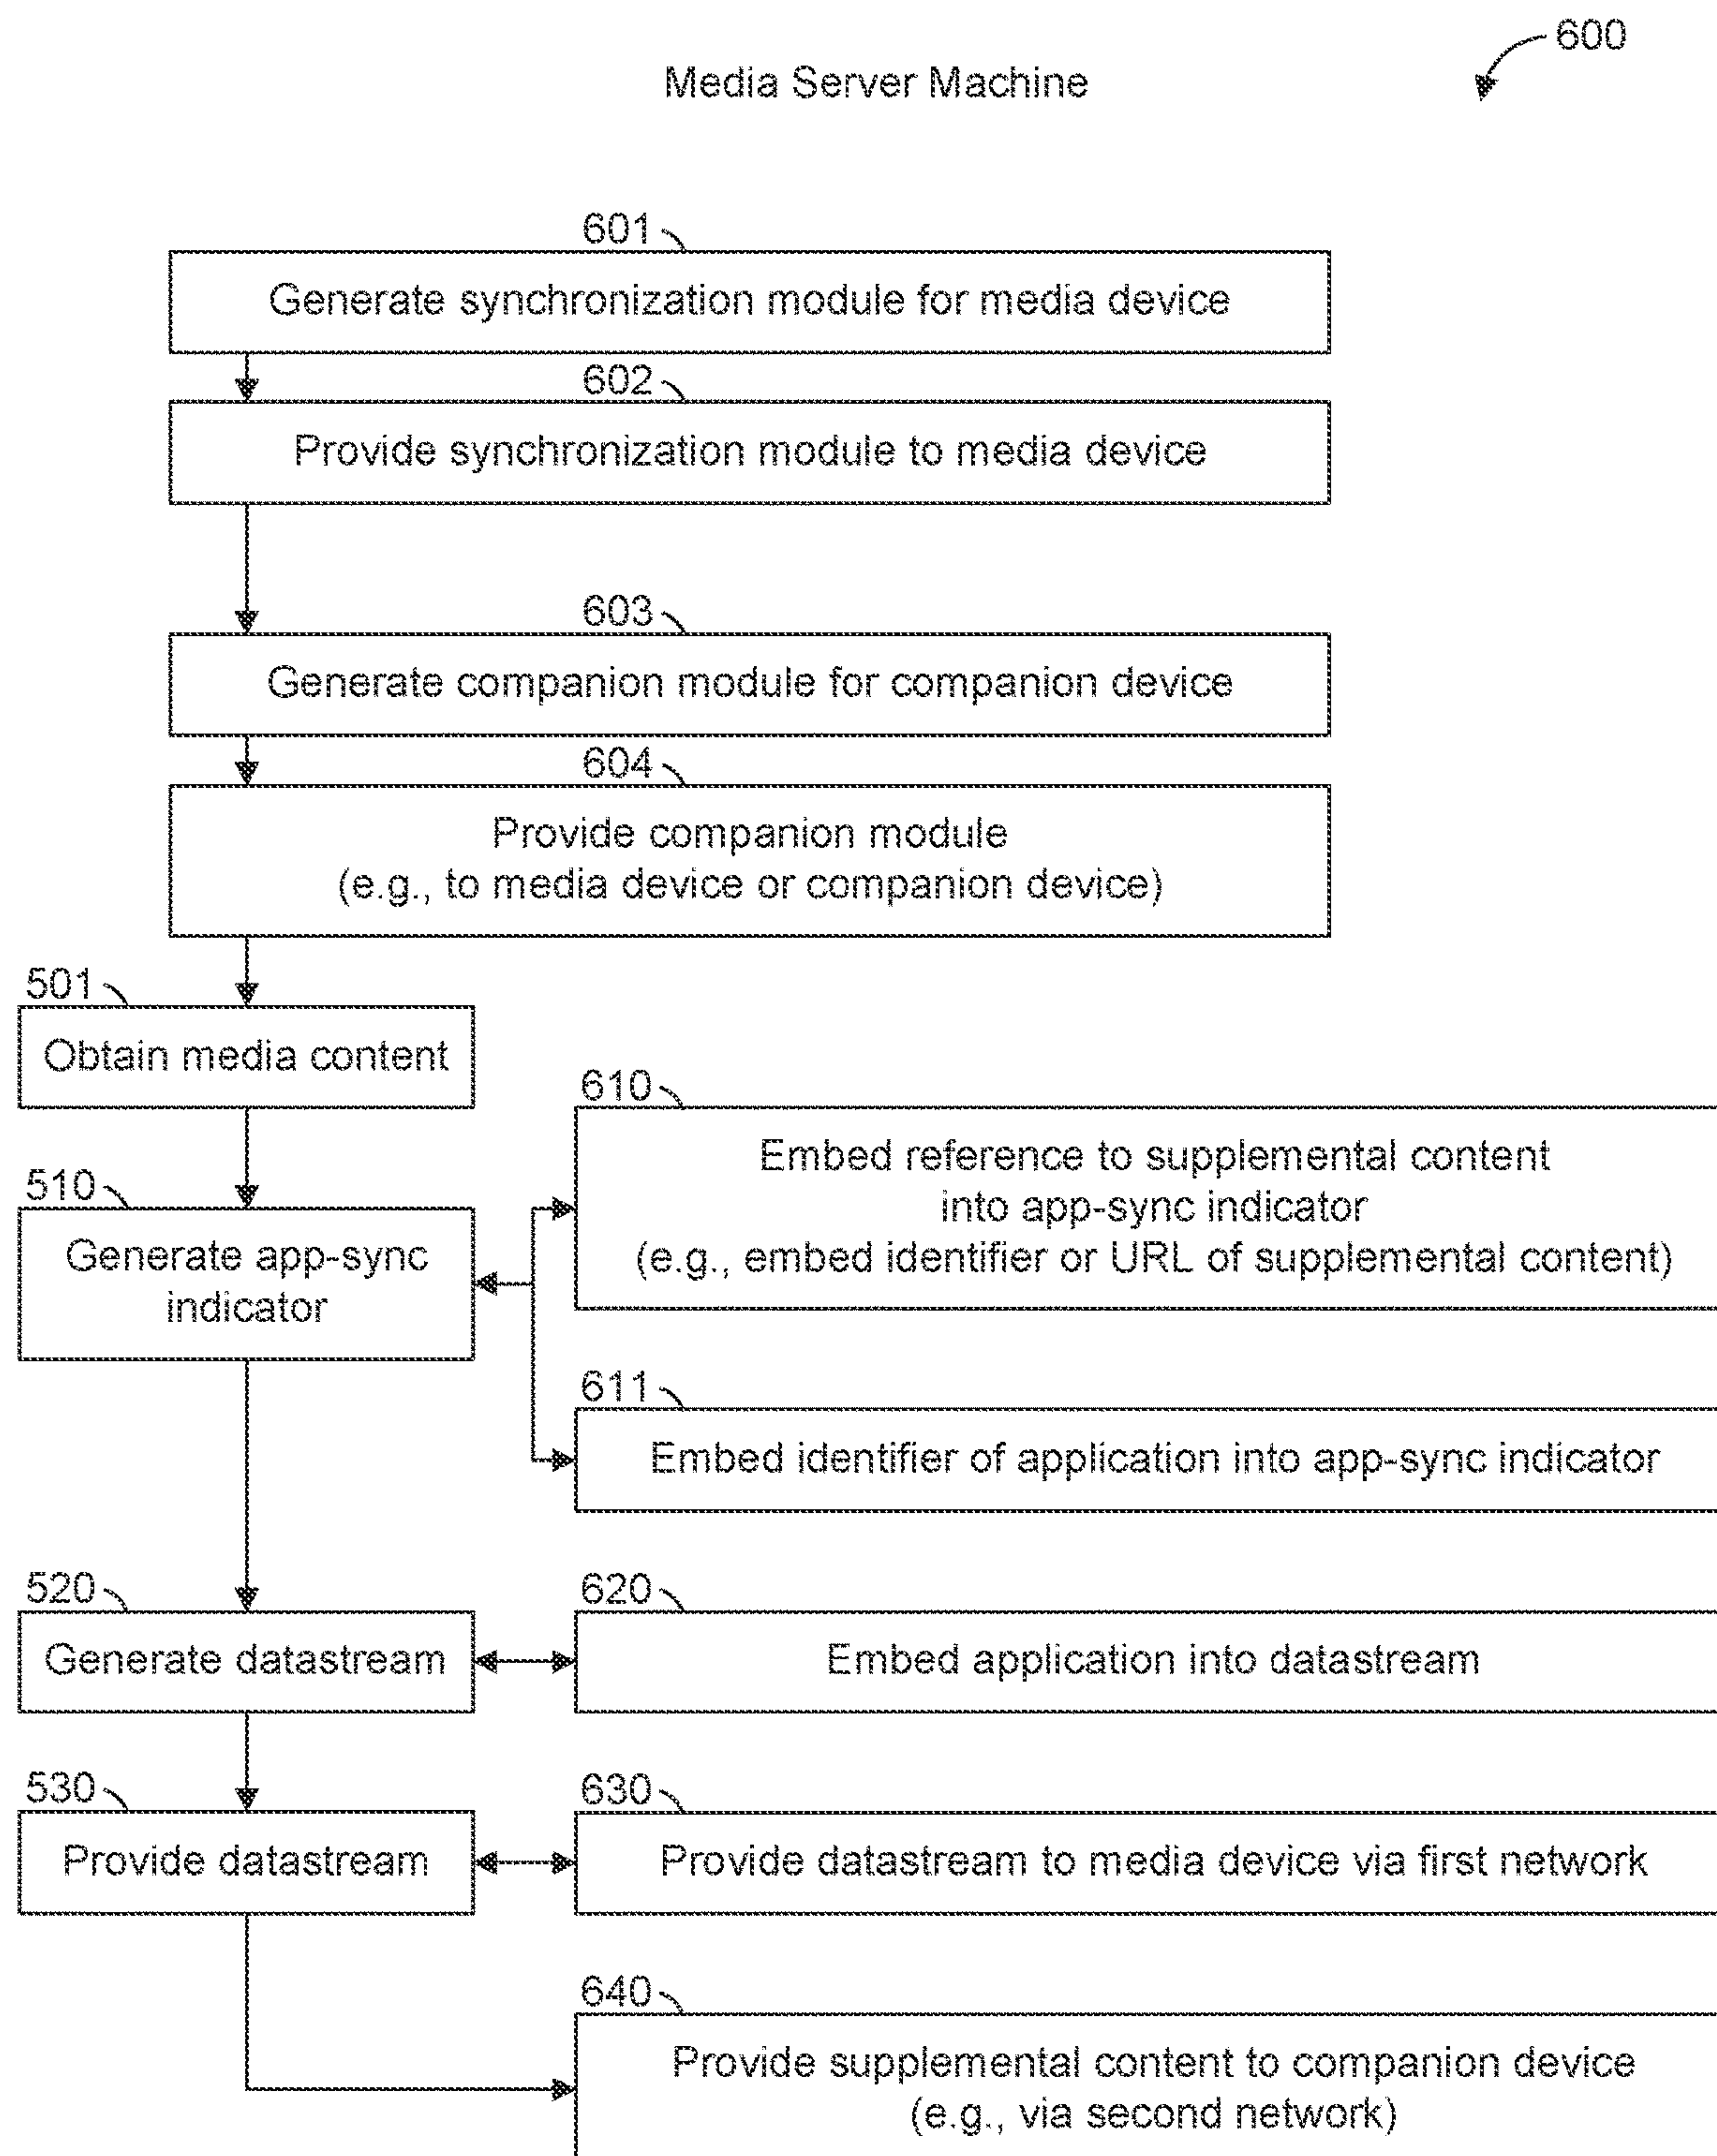 600
Media Server Machine
601
Generate synchronization module for media device
602
Provide synchronization module to media device
603
Generate companion module for companion device
604
Provide companion module
(e.g., to media device or companion device)
501
Obtain media content
610
Embed reference to supplemental content
into app-sync indicator
(e.g., embed identifier or URL of supplemental content)
510
Generate app-sync
indicator
611
Embed identifier of application into app-sync indicator
520
Generate datastream
620
Embed application into datastream
530
Provide datastream
630
Provide datastream to media device via first network
640
Provide supplemental content to companion device
(e.g., via second network)